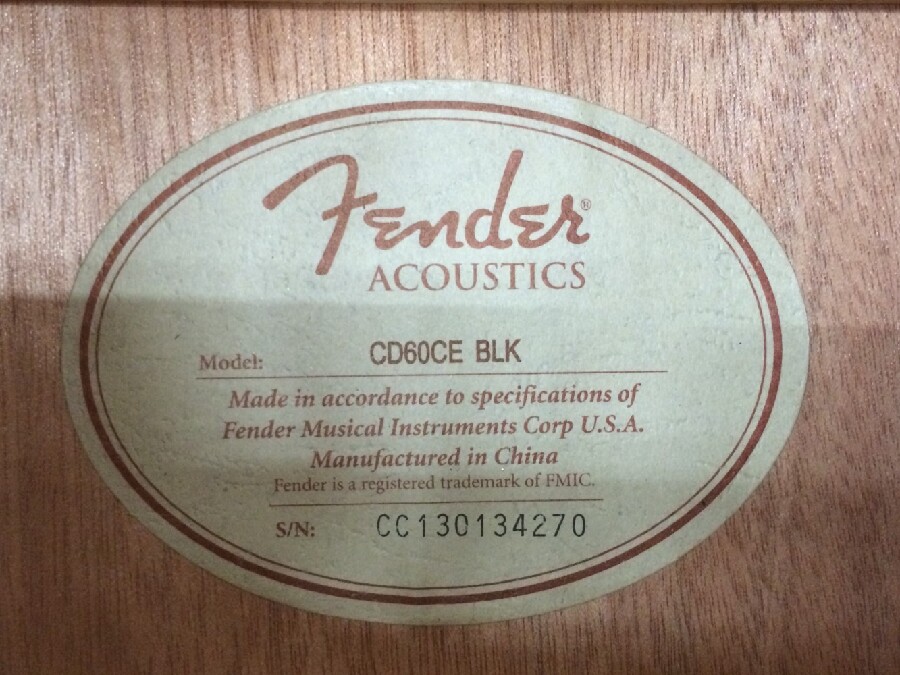 Fender®
ACOUSTICS
Model: CD60CE BLK
Made in accordance to specifications of
Fender Musical Instruments Corp U.S.A.
Manufactured in China
Fender is a registered trademark of FMIC.
S/N: CC130134270